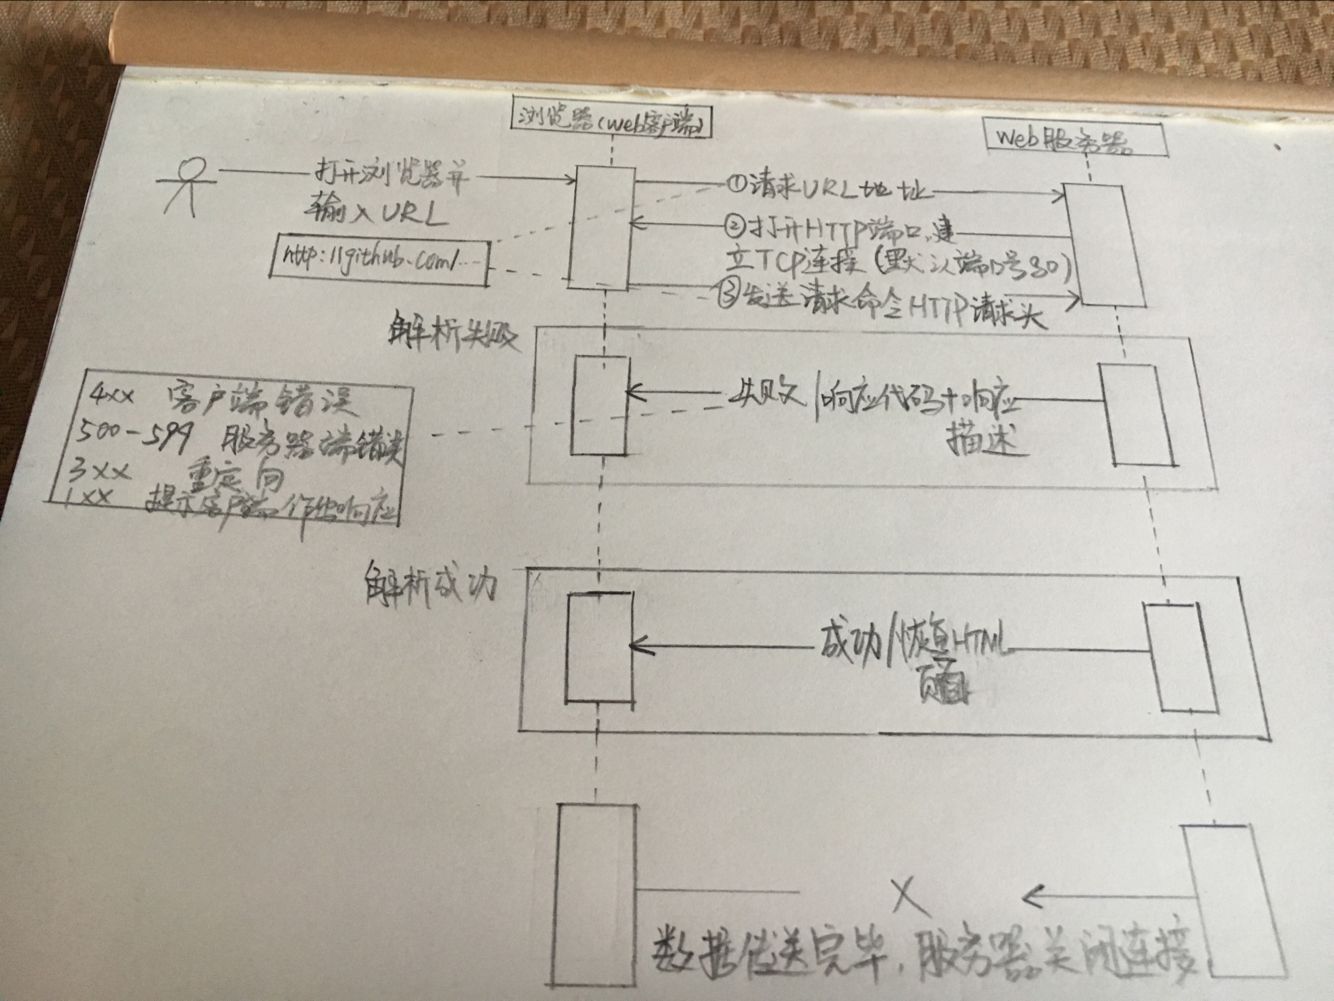 浏览器(web客户端)
Web服务器
打开浏览器并
输入URL
①请求URL地址
http://github.com/...
②打开HTTP端口,建
立TCP连接(默认端口号80)
③发送请求命令HTTP请求头
解析失败
失败/响应代码+响应
描述
4xx 客户端错误
500-599 服务器端错误
3xx 重定向
1xx 提示客户端作出响应
解析成功
成功/恢复HTML
页面
X
数据传送完毕,服务器关闭连接